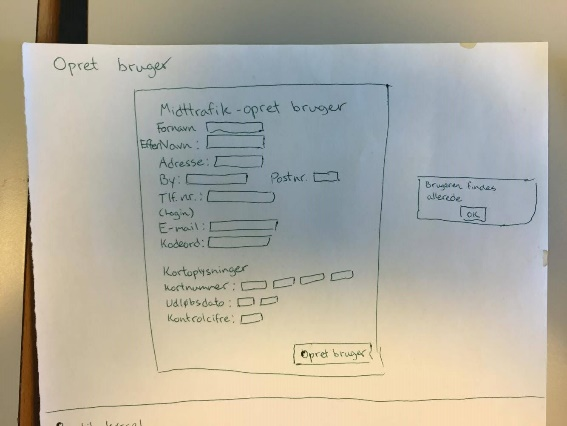 Opret bruger
Midttrafik - opret bruger
Fornavn
EfterNavn :
Adresse :
By : Postnr.
Tlf. nr. :
(Login)
E-mail :
Kodeord :
Kortoplysninger
Kortnummer :
Udløbsdato :
Kontrolcifre :
Opret bruger
Brugeren findes
allerede
OK